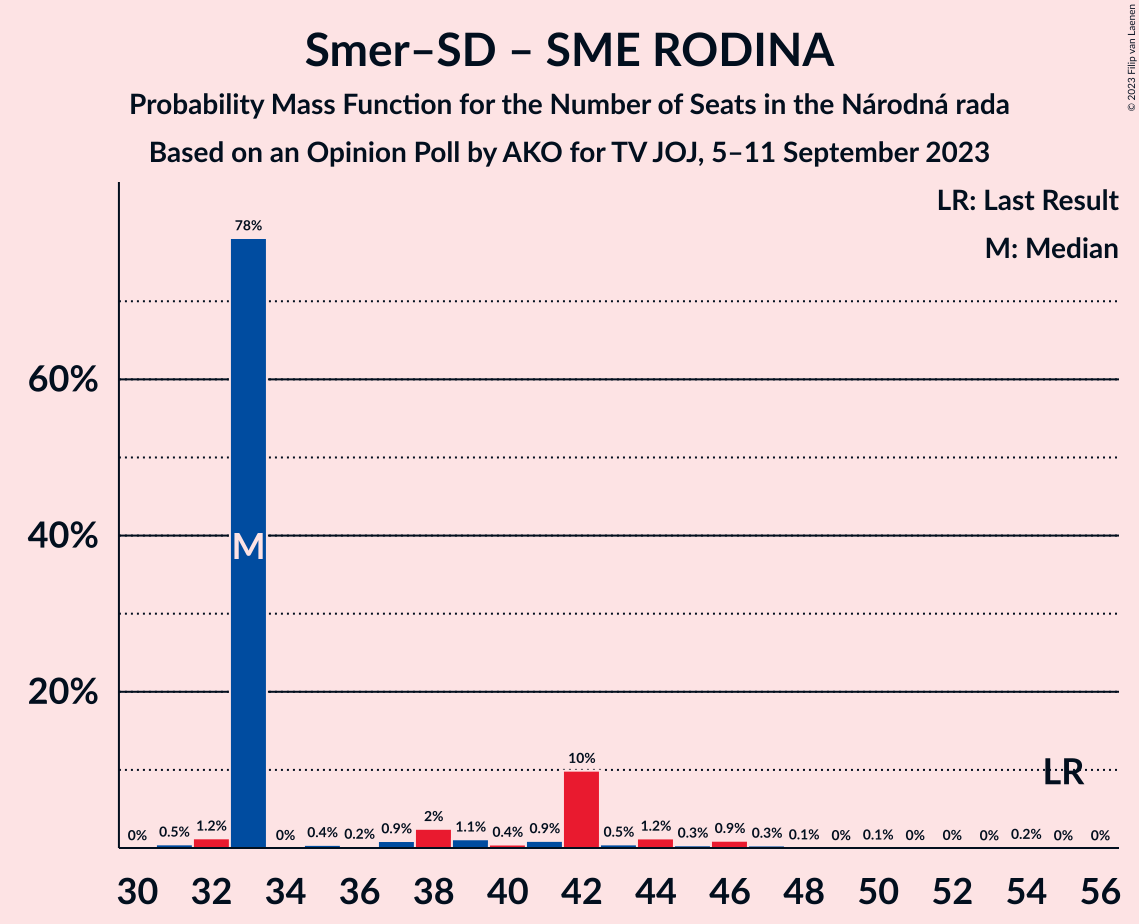 Smer–SD – SME RODINA
Probability Mass Function for the Number of Seats in the Národná rada
Based on an Opinion Poll by AKO for TV JOJ, 5–11 September 2023
© 2023 Filip van Laenen
LR: Last Result
M: Median
60%
40%
20%
0% 0.5% 1.2% 78% 0% 0.4% 0.2% 0.9% 2% 1.1% 0.4% 0.9% 10% 0.5% 1.2% 0.3% 0.9% 0.3% 0.1% 0% 0.1% 0% 0% 0% 0.2% 0% 0%
M
LR
30 32 34 36 38 40 42 44 46 48 50 52 54 56